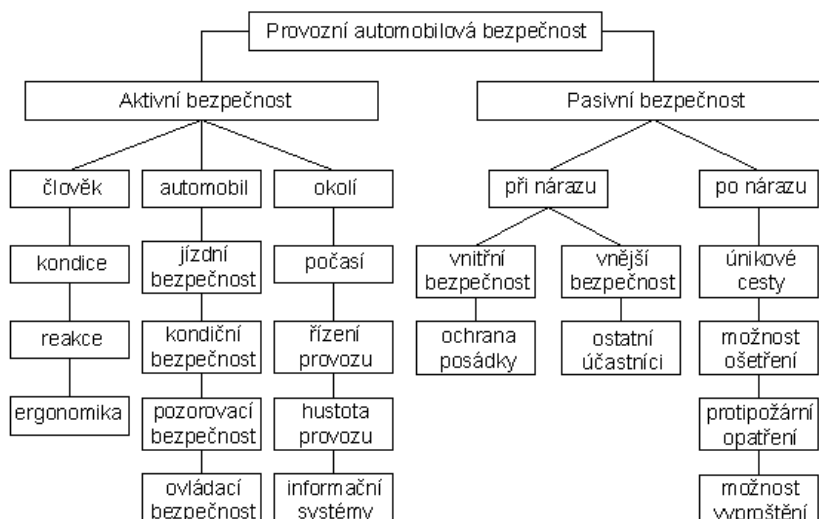 Provozní automobilová bezpečnost
Aktivní bezpečnost
Pasivní bezpečnost
člověk
automobil
okolí
při nárazu
po nárazu
kondice
jízdní
bezpečnost
počasí
vnitřní
bezpečnost
vnější
bezpečnost
únikové
cesty
reakce
kondiční
bezpečnost
řízení
provozu
ochrana
posádky
ostatní
účastníci
možnost
ošetření
ergonomika
pozorovací
bezpečnost
hustota
provozu
protipožární
opatření
ovládací
bezpečnost
informační
systémy
možnost
vyproštění